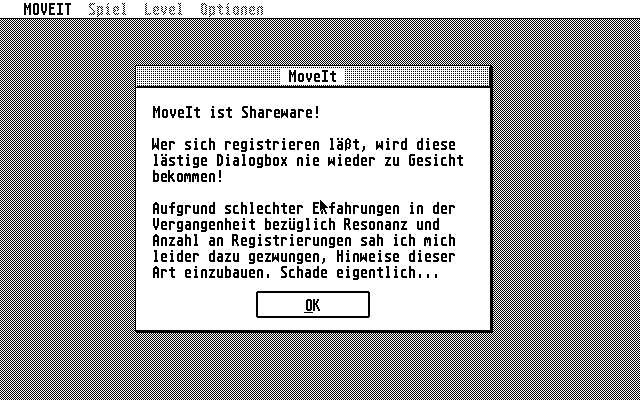 MOVEIT Spiel Level Optionen
MoveIt
MoveIt ist Shareware!
Wer sich registrieren läßt, wird diese
lästige Dialogbox nie wieder zu Gesicht
bekommen!
Aufgrund schlechter Erfahrungen in der
Vergangenheit bezüglich Resonanz und
Anzahl an Registrierungen sah ich mich
leider dazu gezwungen, Hinweise dieser
Art einzubauen. Schade eigentlich...
OK